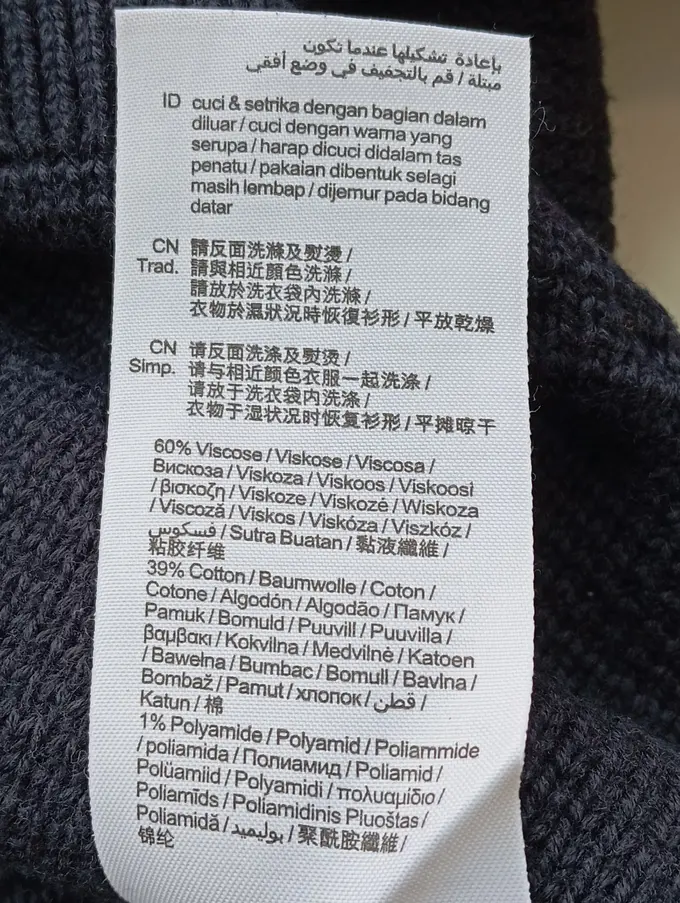 بإعادة تشكيلها عندما تكون
مبتلة / قم بالتجفيف في وضع أفقي
ID cuci & setrika dengan bagian dalam
diluar / cuci dengan warna yang
serupa / harap dicuci didalam tas
penatu / pakaian dibentuk selagi
masih lembap / dijemur pada bidang
datar
CN 請反面洗滌及熨燙 /
Trad. 請與相近顏色洗滌 /
請放於洗衣袋內洗滌 /
衣物於濕狀況時恢復衫形 / 平放乾燥
CN 请反面洗涤及熨烫 /
Simp. 请与相近颜色衣服一起洗涤 /
请放于洗衣袋内洗涤 /
衣物于湿状况时恢复衫形 / 平摊晾干
60% Viscose / Viskose / Viscosa /
Вискоза / Viskoza / Viskoos / Viskoosi
/ βισκοζη / Viskoze / Viskozė / Wiskoza
/ Viscoză / Viskos / Viskóza / Viszkóz /
فسكوس / Sutra Buatan / 黏液纖維 /
粘胶纤维
39% Cotton / Baumwolle / Coton /
Cotone / Algodón / Algodão / Памук /
Pamuk / Bomuld / Puuvill / Puuvilla /
βαμβακι / Kokvilna / Medvilnė / Katoen
/ Bawełna / Bumbac / Bomull / Bavlna /
Bombaž / Pamut / хлопок / قطن /
Katun / 棉
1% Polyamide / Polyamid / Poliammide
/ poliamida / Полиамид / Poliamid /
Polüamiid / Polyamidi / πολυαμίδιο /
Poliamīds / Poliamidinis Pluoštas /
Poliamidă / بوليميد / 聚酰胺纖維 /
锦纶